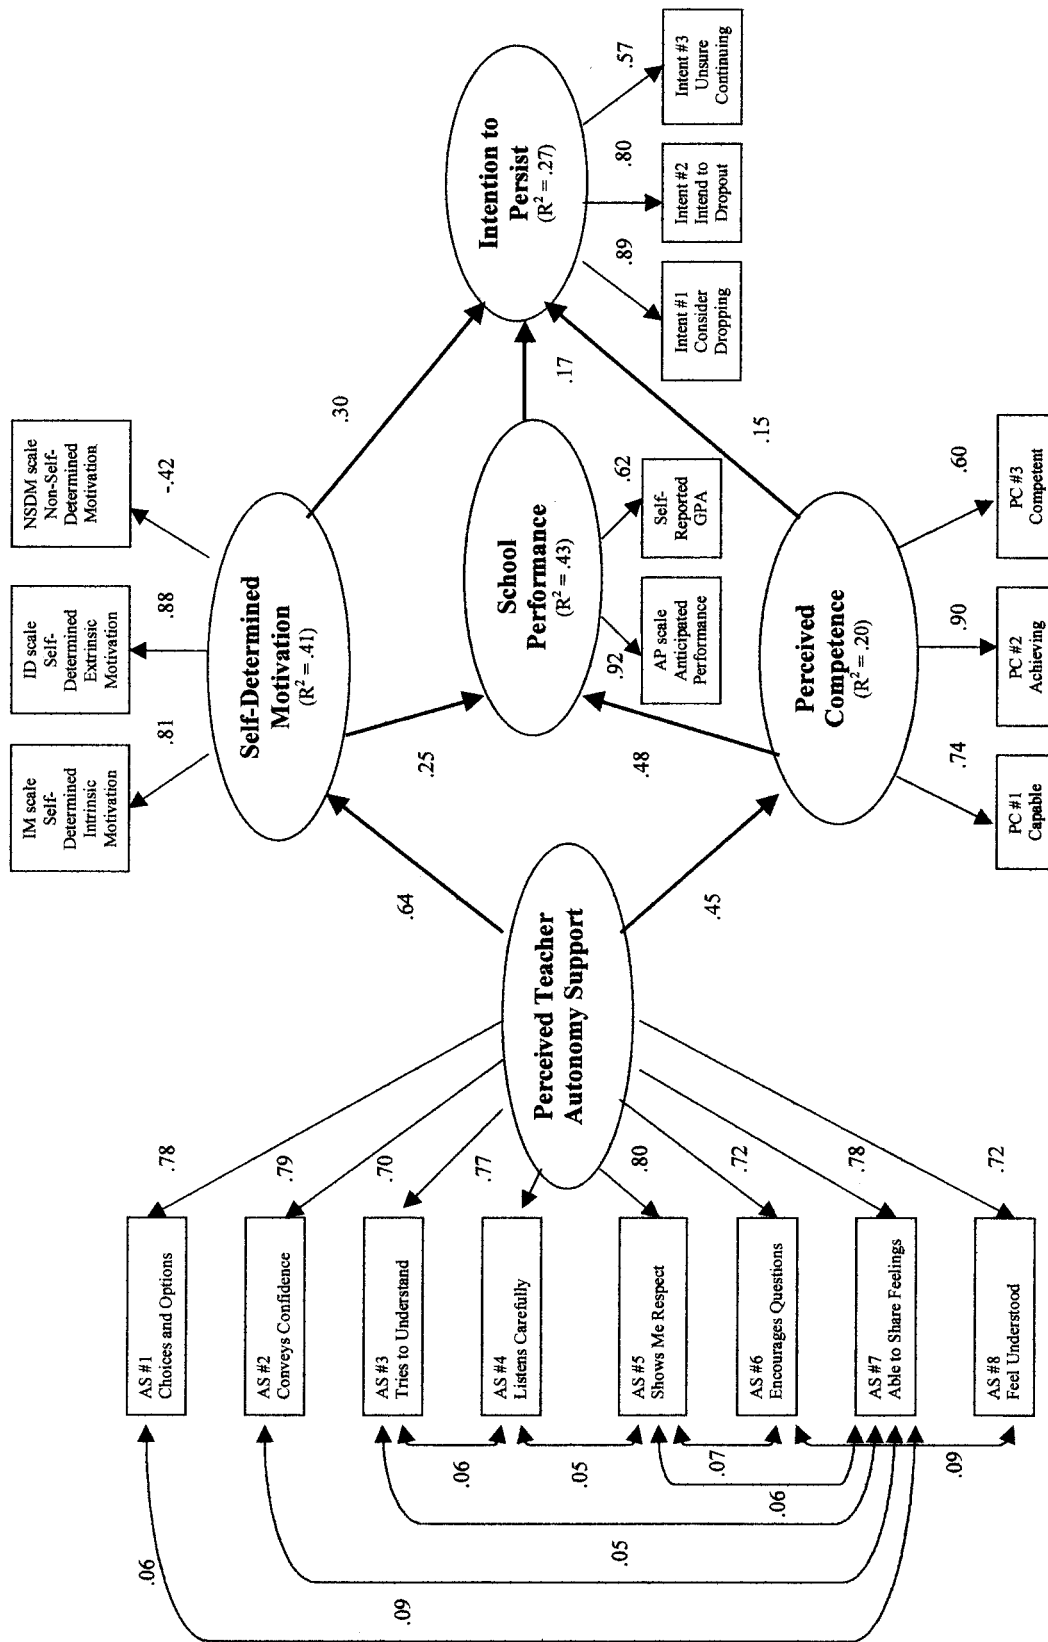 AS #1
Choices and Options
AS #2
Conveys Confidence
AS #3
Tries to Understand
AS #4
Listens Carefully
AS #5
Shows Me Respect
AS #6
Encourages Questions
AS #7
Able to Share Feelings
AS #8
Feel Understood
.06
.09
.05
.06
.05
.06
.07
.09
.78
.79
.70
.77
.80
.72
.78
.72
Perceived Teacher
Autonomy Support
.64
.45
IM scale
Self-
Determined
Intrinsic
Motivation
ID scale
Self-
Determined
Extrinsic
Motivation
NSDM scale
Non-Self-
Determined
Motivation
.81
.88
-.42
Self-Determined
Motivation
(R² = .41)
.25
.30
School
Performance
(R² = .43)
.92
.62
AP scale
Anticipated
Performance
Self-
Reported
GPA
.17
.48
.15
Perceived
Competence
(R² = .20)
.74
.90
.60
PC #1
Capable
PC #2
Achieving
PC #3
Competent
Intention to
Persist
(R² = .27)
.89
.80
.57
Intent #1
Consider
Dropping
Intent #2
Intend to
Dropout
Intent #3
Unsure
Continuing